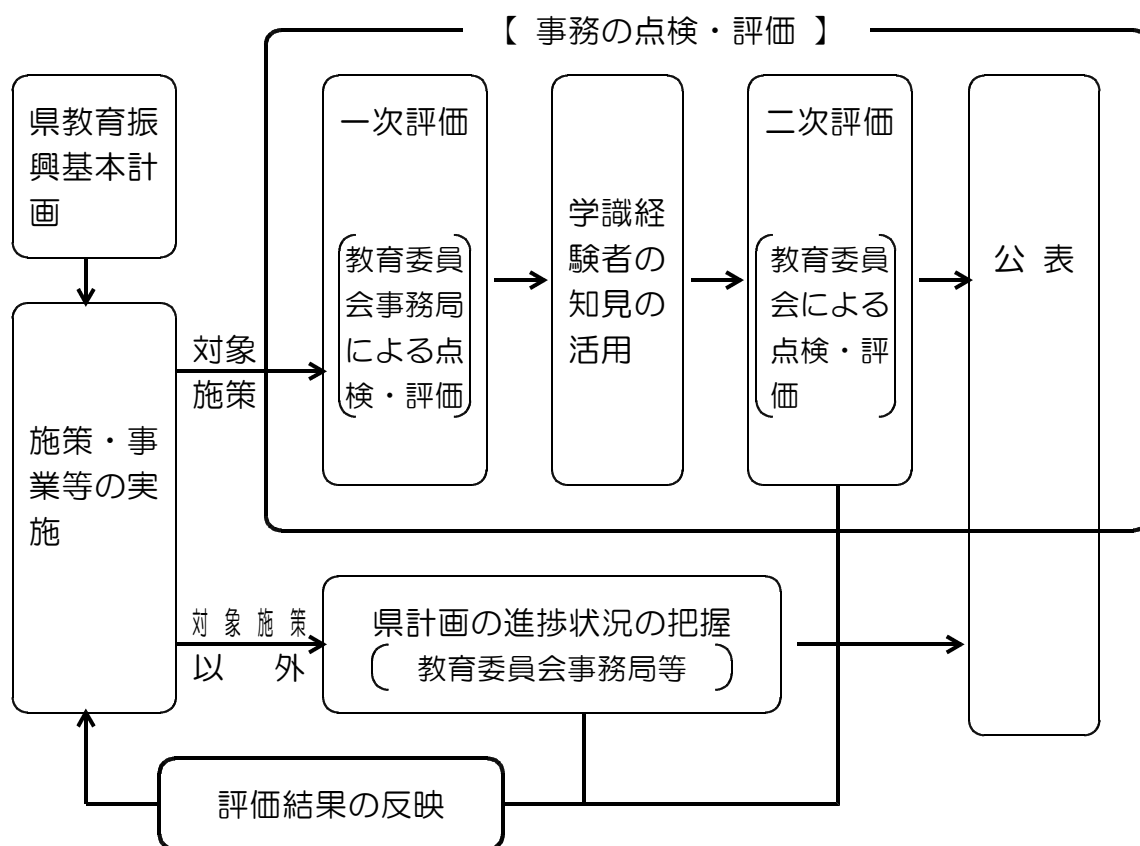 【 事務の点検・評価 】
県教育振
興基本計
画
一次評価
教育委員
会事務局
による点
検・評価
学識経
験者の
知見の
活用
二次評価
教育委員
会による
点検・評
価
公 表
対象
施策
施策・事
業等の実
施
対 象 施 策
以 外
県計画の進捗状況の把握
教育委員会事務局等
評価結果の反映